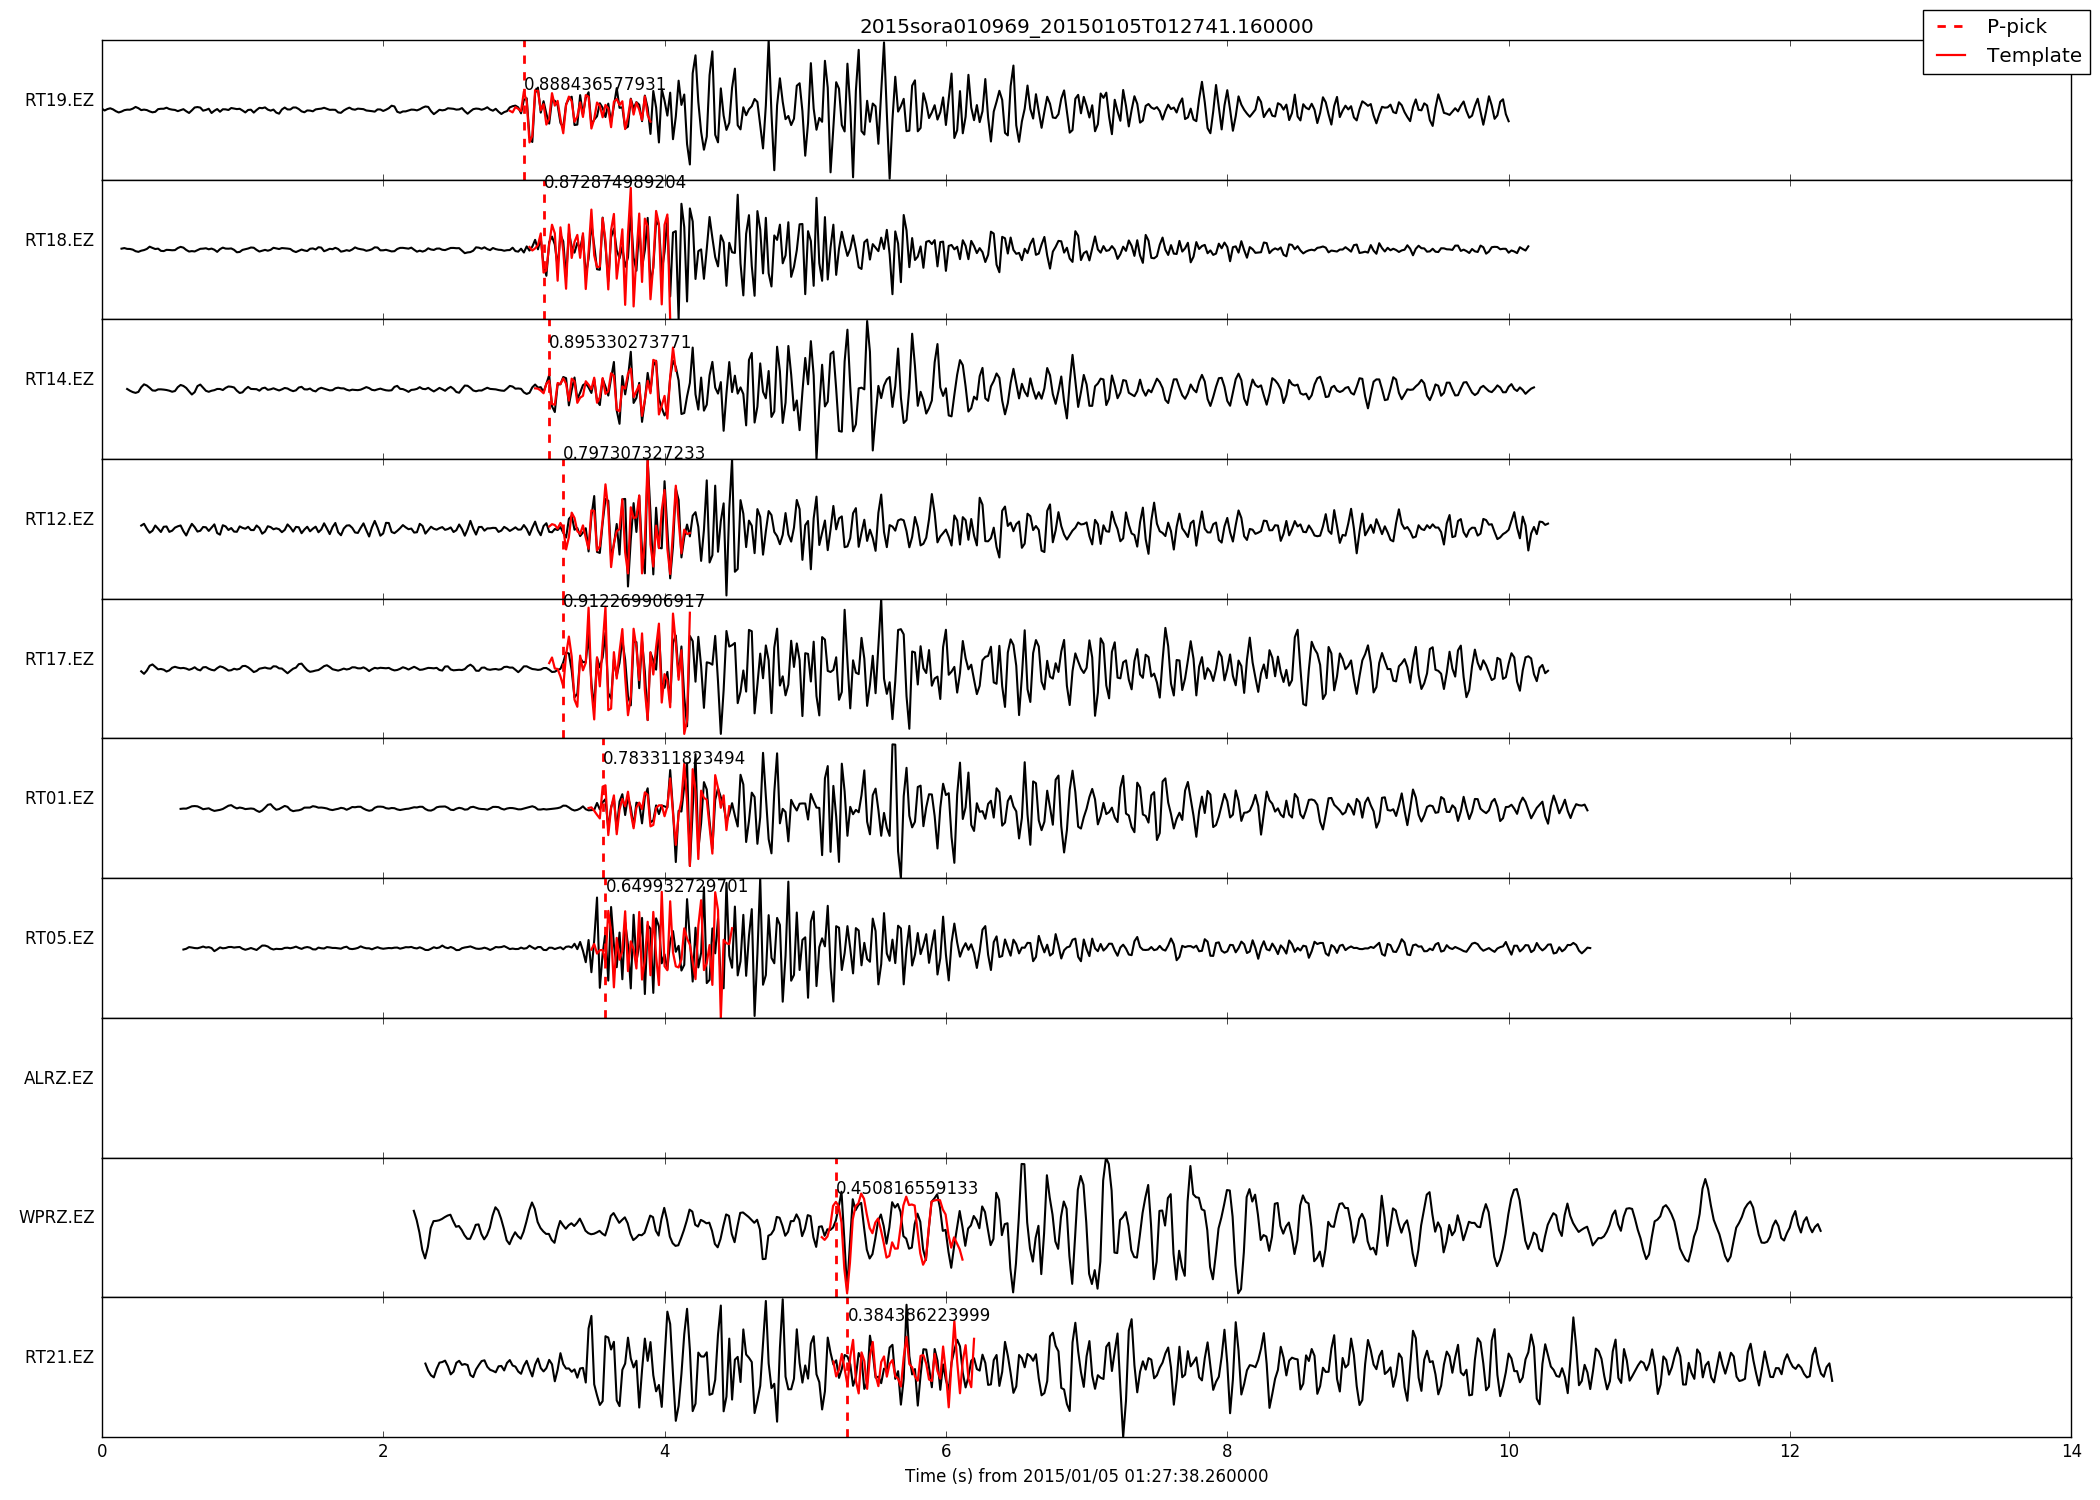 2015sora010969_20150105T012741.160000
P-pick
Template
RT19.EZ
0.888436577931
RT18.EZ
0.872874989204
RT14.EZ
0.895330273771
RT12.EZ
0.797307327233
RT17.EZ
0.912269906917
RT01.EZ
0.783311823494
RT05.EZ
0.649932729701
ALRZ.EZ
WPRZ.EZ
0.450816559133
RT21.EZ
0.384386223999
0 2 4 6 8 10 12 14
Time (s) from 2015/01/05 01:27:38.260000